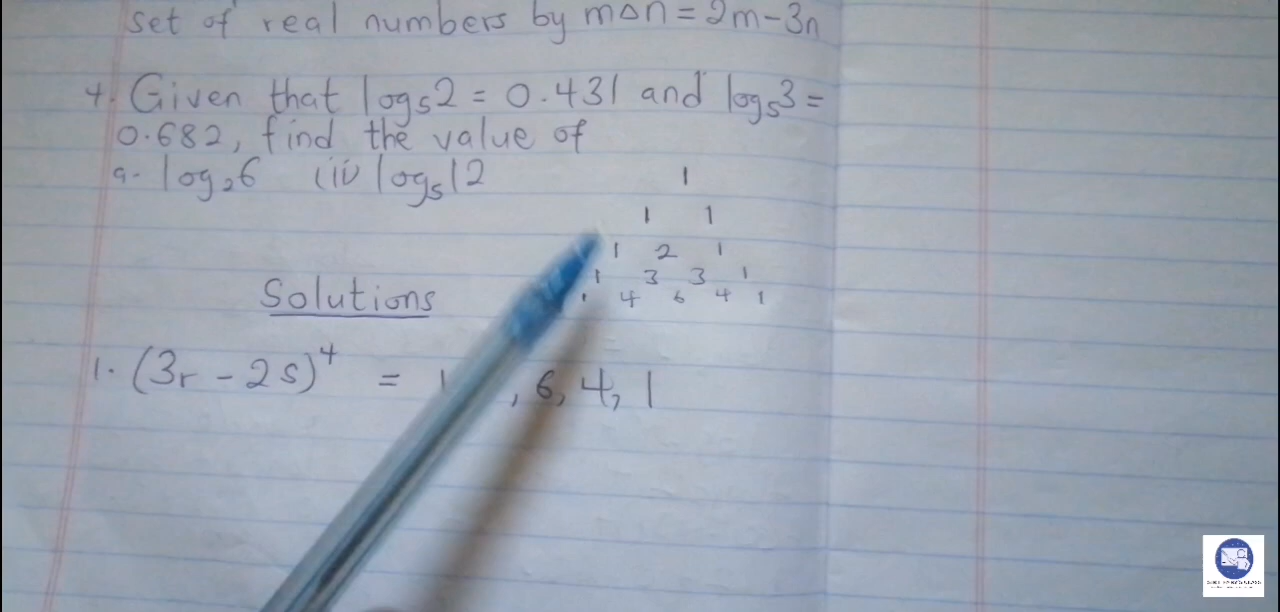 set of real numbers by m∆n = 2m-3n
4. Given that log₅2 = 0.431 and log₅3 =
0.682, find the value of
a. log₂6 (ii) log₅12
1
1 1
1 2 1
1 3 3 1
1 4 6 4 1
Solutions
1. (3r - 2s)⁴ = 1 , 6, 4, 1